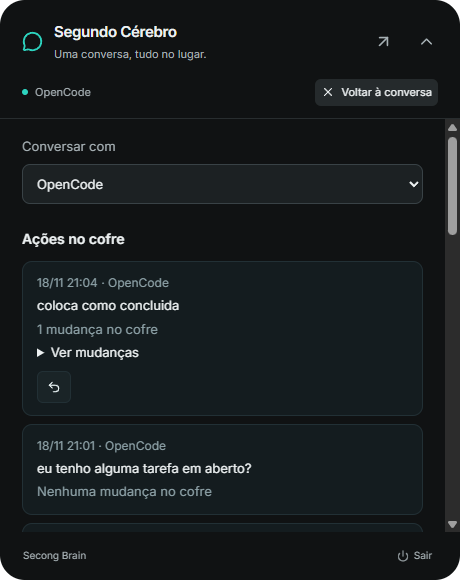 Segundo Cérebro
Uma conversa, tudo no lugar.
OpenCode
Voltar à conversa
Conversar com
OpenCode
Ações no cofre
18/11 21:04 · OpenCode
coloca como concluida
1 mudança no cofre
Ver mudanças
18/11 21:01 · OpenCode
eu tenho alguma tarefa em aberto?
Nenhuma mudança no cofre
Secong Brain
Sair